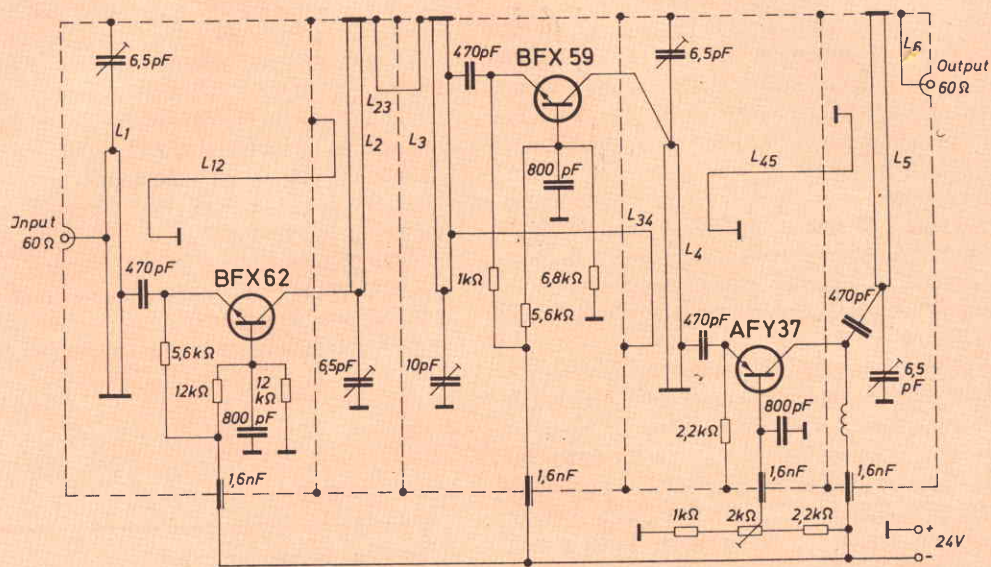 6,5pF
L1
L12
Input
60Ω
470pF
BFX62
5,6kΩ
12kΩ
12
kΩ
800
pF
1,6nF
L23
L2
L3
6,5pF
10pF
470pF
BFX 59
800
pF
1kΩ
5,6kΩ
6,8kΩ
L34
1,6nF
6,5pF
L4
L45
470pF
AFY37
2,2kΩ
800pF
1,6nF
1,6nF
470pF
L5
6,5
pF
L6
Output
60Ω
1kΩ
2kΩ
2,2kΩ
+
24V
-